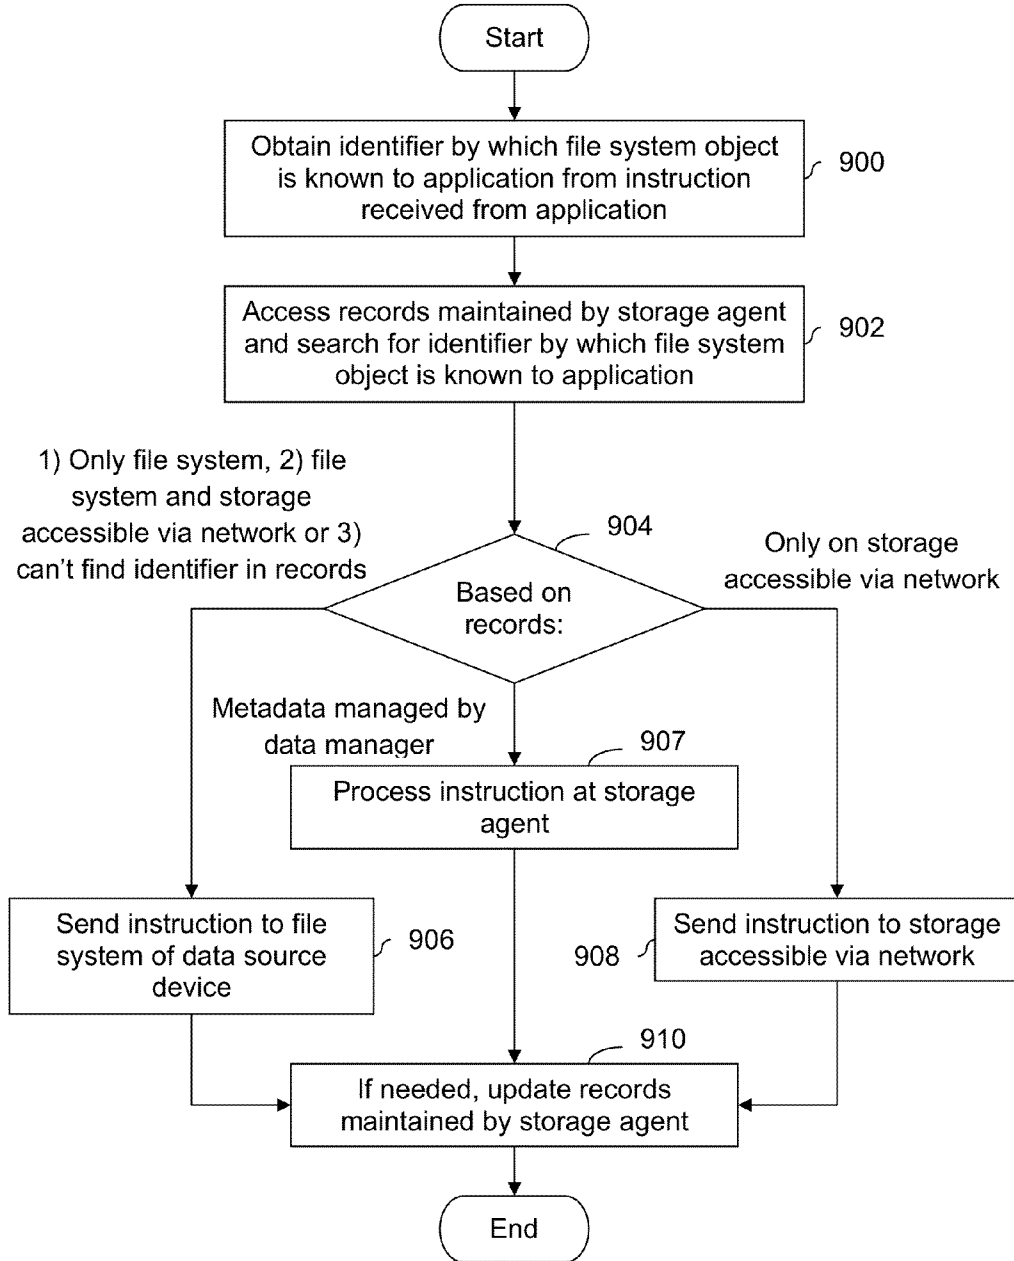 Start
Obtain identifier by which file system object
is known to application from instruction
received from application
900
Access records maintained by storage agent
and search for identifier by which file system
object is known to application
902
1) Only file system, 2) file
system and storage
accessible via network or 3)
can't find identifier in records
904
Only on storage
accessible via network
Based on
records:
Metadata managed by
data manager
907
Process instruction at storage
agent
Send instruction to file
system of data source
device
906
908
Send instruction to storage
accessible via network
910
If needed, update records
maintained by storage agent
End